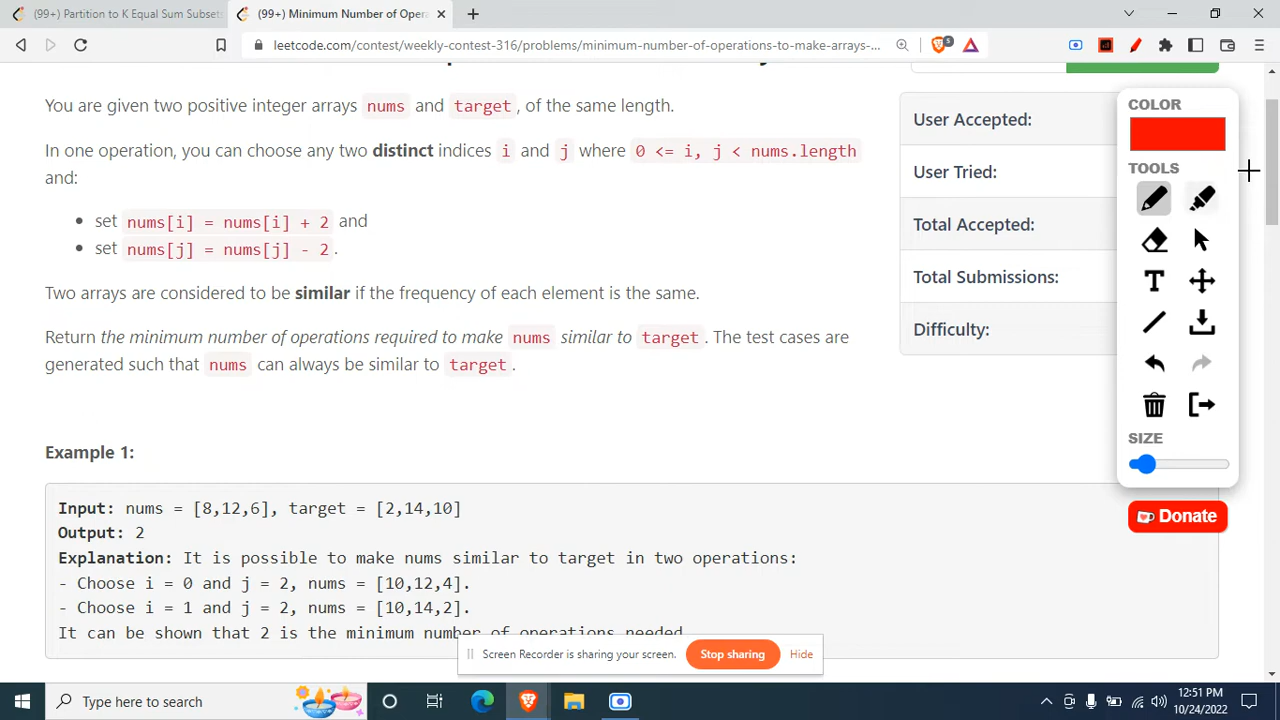 (99+) Partition to K Equal Sum Subsets
(99+) Minimum Number of Oper
leetcode.com/contest/weekly-contest-316/problems/minimum-number-of-operations-to-make-arrays-...
5
You are given two positive integer arrays nums and target, of the same length.
In one operation, you can choose any two distinct indices i and j where 0 <= i, j < nums.length
and:
set nums[i] = nums[i] + 2 and
set nums[j] = nums[j] - 2.
Two arrays are considered to be similar if the frequency of each element is the same.
Return the minimum number of operations required to make nums similar to target. The test cases are
generated such that nums can always be similar to target.
Example 1:
Input: nums = [8,12,6], target = [2,14,10]
Output: 2
Explanation: It is possible to make nums similar to target in two operations:
- Choose i = 0 and j = 2, nums = [10,12,4].
- Choose i = 1 and j = 2, nums = [10,14,2].
It can be shown that 2 is the minimum number of operations needed
User Accepted:
User Tried:
Total Accepted:
Total Submissions:
Difficulty:
COLOR
TOOLS
T
SIZE
Donate
Screen Recorder is sharing your screen.
Stop sharing
Hide
Type here to search
12:51 PM
10/24/2022